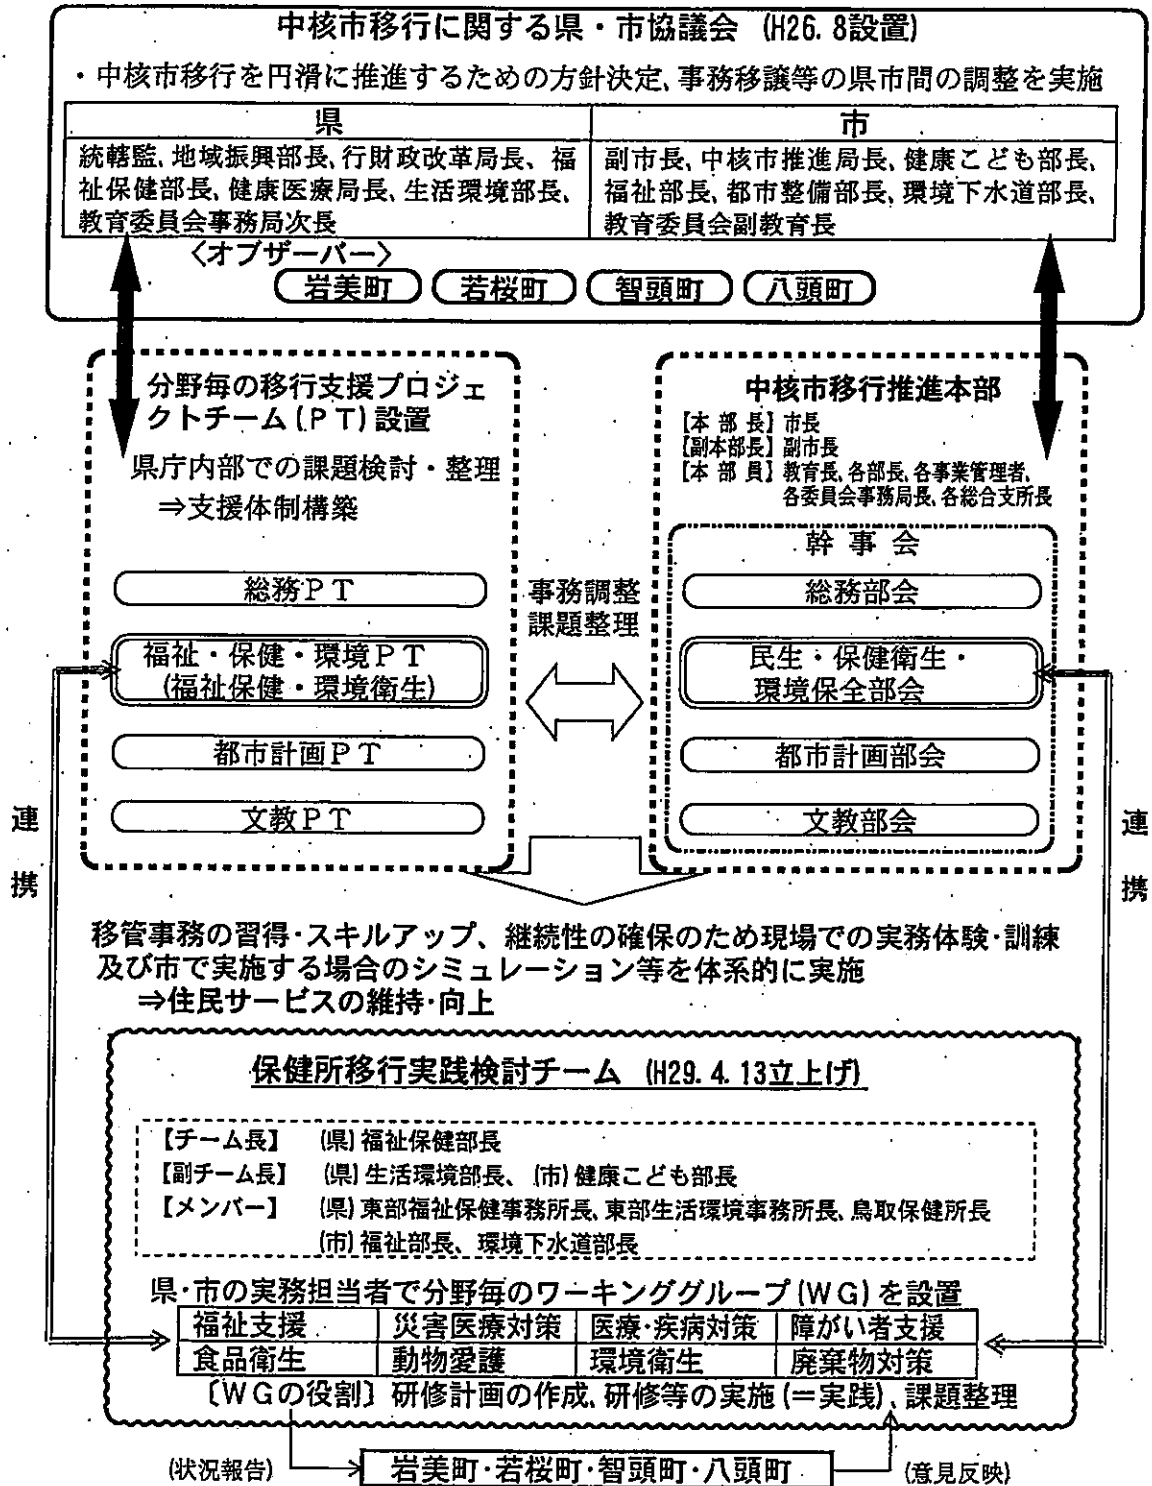 中核市移行に関する県・市協議会 (H26.8設置)
・中核市移行を円滑に推進するための方針決定、事務移譲等の県市間の調整を実施
県
統轄監、地域振興部長、行財政改革局長、福
祉保健部長、健康医療局長、生活環境部長、
教育委員会事務局次長
市
副市長、中核市推進局長、健康こども部長、
福祉部長、都市整備部長、環境下水道部長、
教育委員会副教育長
〈オブザーバー〉
岩美町 若桜町 智頭町 八頭町
分野毎の移行支援プロジェ
クトチーム(PT)設置
県庁内部での課題検討・整理
⇒支援体制構築
総務PT
福祉・保健・環境PT
(福祉保健・環境衛生)
都市計画PT
文教PT
事務調整
課題整理
中核市移行推進本部
【本部長】市長
【副本部長】副市長
【本部員】教育長、各部長、各事業管理者、
各委員会事務局長、各総合支所長
幹事会
総務部会
民生・保健衛生・
環境保全部会
都市計画部会
文教部会
連携
連携
移管事務の習得・スキルアップ、継続性の確保のため現場での実務体験・訓練
及び市で実施する場合のシミュレーション等を体系的に実施
⇒住民サービスの維持・向上
保健所移行実践検討チーム (H29.4.13立上げ)
【チーム長】 (県)福祉保健部長
【副チーム長】 (県)生活環境部長、(市)健康こども部長
【メンバー】 (県)東部福祉保健事務所長、東部生活環境事務所長、鳥取保健所長
(市)福祉部長、環境下水道部長
県・市の実務担当者で分野毎のワーキンググループ(WG)を設置
福祉支援 災害医療対策 医療・疾病対策 障がい者支援
食品衛生 動物愛護 環境衛生 廃棄物対策
〔WGの役割〕研修計画の作成、研修等の実施(=実践)、課題整理
(状況報告) 岩美町・若桜町・智頭町・八頭町 (意見反映)